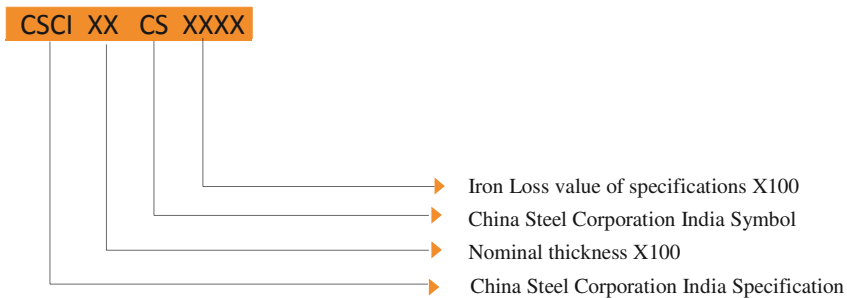 CSCI XX CS XXXX
Iron Loss value of specifications X100
China Steel Corporation India Symbol
Nominal thickness X100
China Steel Corporation India Specification